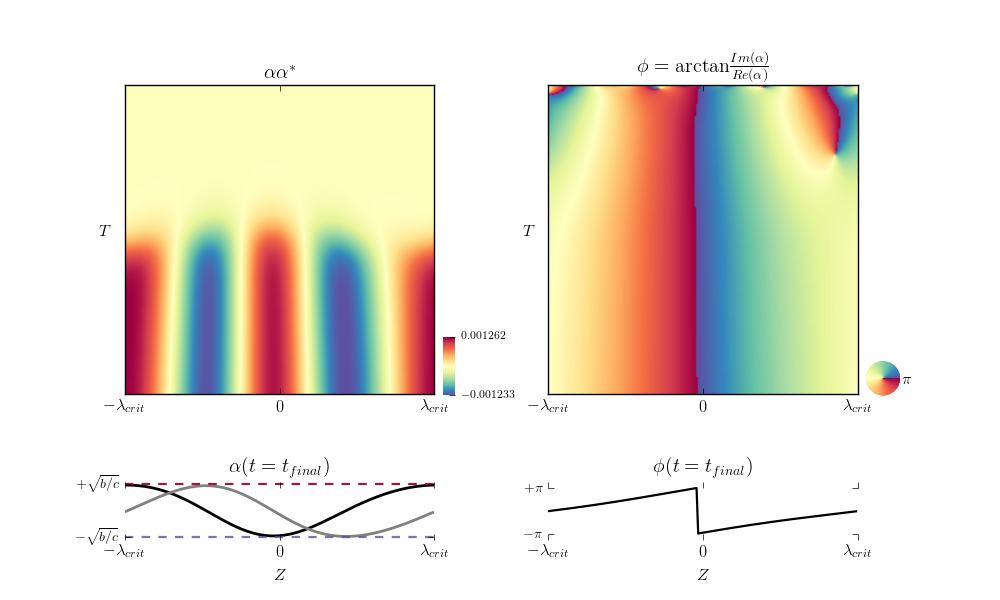 αα*
ϕ = arctan Im(α)/Re(α)
T
T
0.001262
−0.001233
π
−λcrit 0 λcrit
−λcrit 0 λcrit
α(t = tfinal)
ϕ(t = tfinal)
+√b/c
−√b/c
+π
−π
−λcrit 0 λcrit
−λcrit 0 λcrit
Z
Z